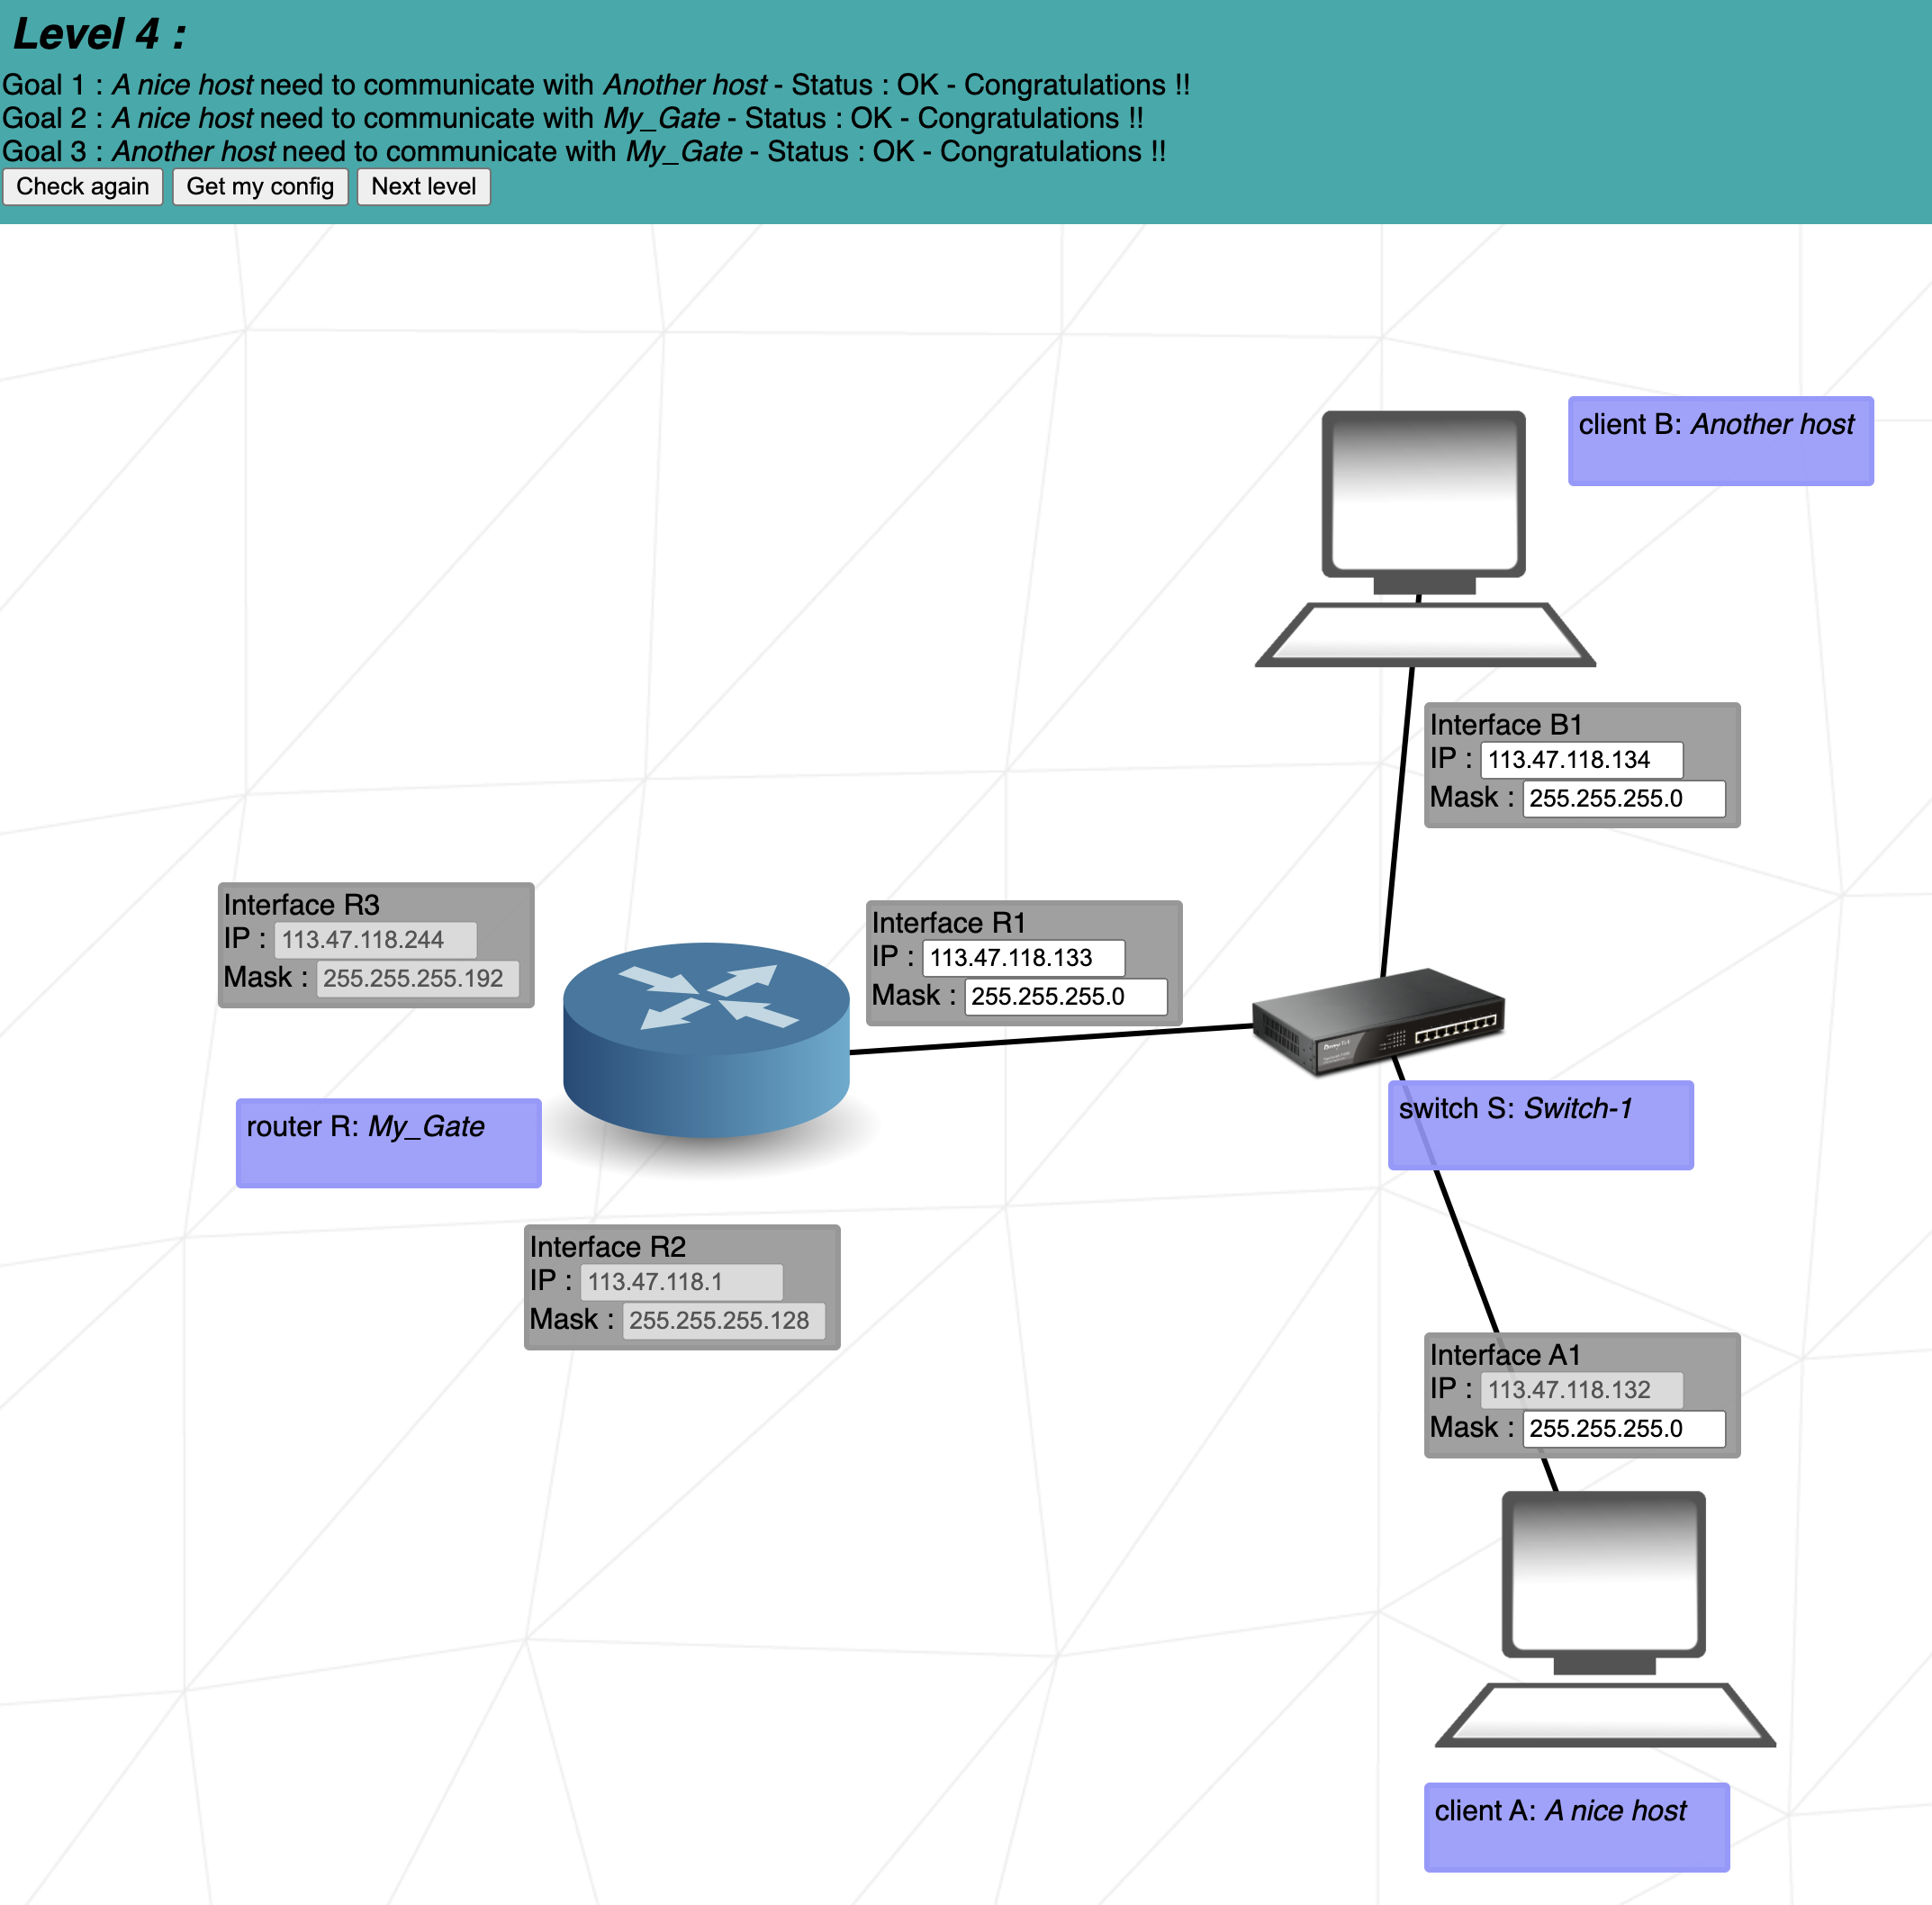 Level 4 :
Goal 1 : A nice host need to communicate with Another host - Status : OK - Congratulations !!
Goal 2 : A nice host need to communicate with My_Gate - Status : OK - Congratulations !!
Goal 3 : Another host need to communicate with My_Gate - Status : OK - Congratulations !!
Check again Get my config Next level
client B: Another host
Interface B1
IP : 113.47.118.134
Mask : 255.255.255.0
Interface R3
IP : 113.47.118.244
Mask : 255.255.255.192
Interface R1
IP : 113.47.118.133
Mask : 255.255.255.0
router R: My_Gate
switch S: Switch-1
Interface R2
IP : 113.47.118.1
Mask : 255.255.255.128
Interface A1
IP : 113.47.118.132
Mask : 255.255.255.0
client A: A nice host